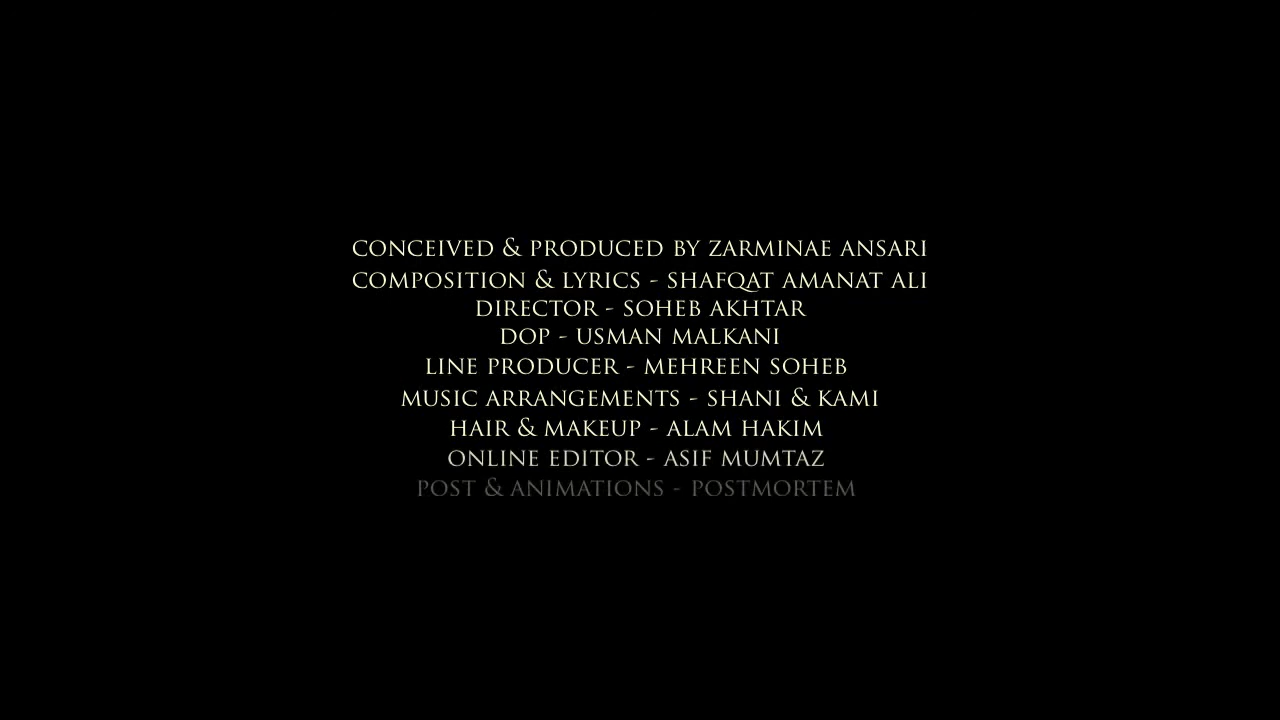 CONCEIVED & PRODUCED BY ZARMINAE ANSARI
COMPOSITION & LYRICS - SHAFQAT AMANAT ALI
DIRECTOR - SOHEB AKHTAR
DOP - USMAN MALKANI
LINE PRODUCER - MEHREEN SOHEB
MUSIC ARRANGEMENTS - SHANI & KAMI
HAIR & MAKEUP - ALAM HAKIM
ONLINE EDITOR - ASIF MUMTAZ
POST & ANIMATIONS - POSTMORTEM